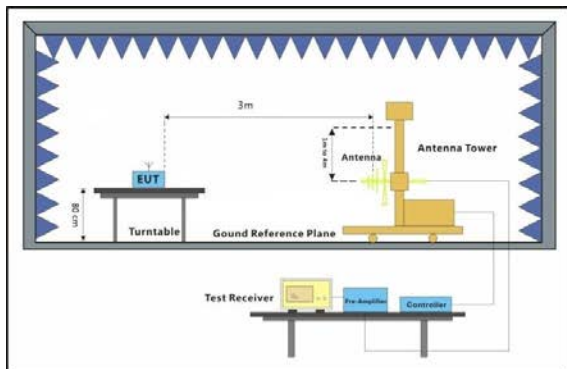 3m
1m to 4m
Antenna
Antenna Tower
EUT
80 cm
Turntable
Gound Reference Plane
Test Receiver
Pre-Amplifier
Controller